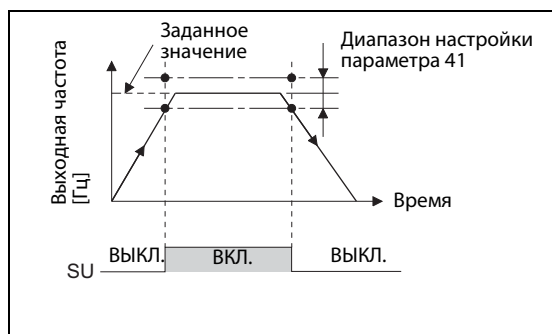 Заданное
значение
Диапазон настройки
параметра 41
Выходная частота
[Гц]
Время
ВЫКЛ.
ВКЛ.
ВЫКЛ.
SU